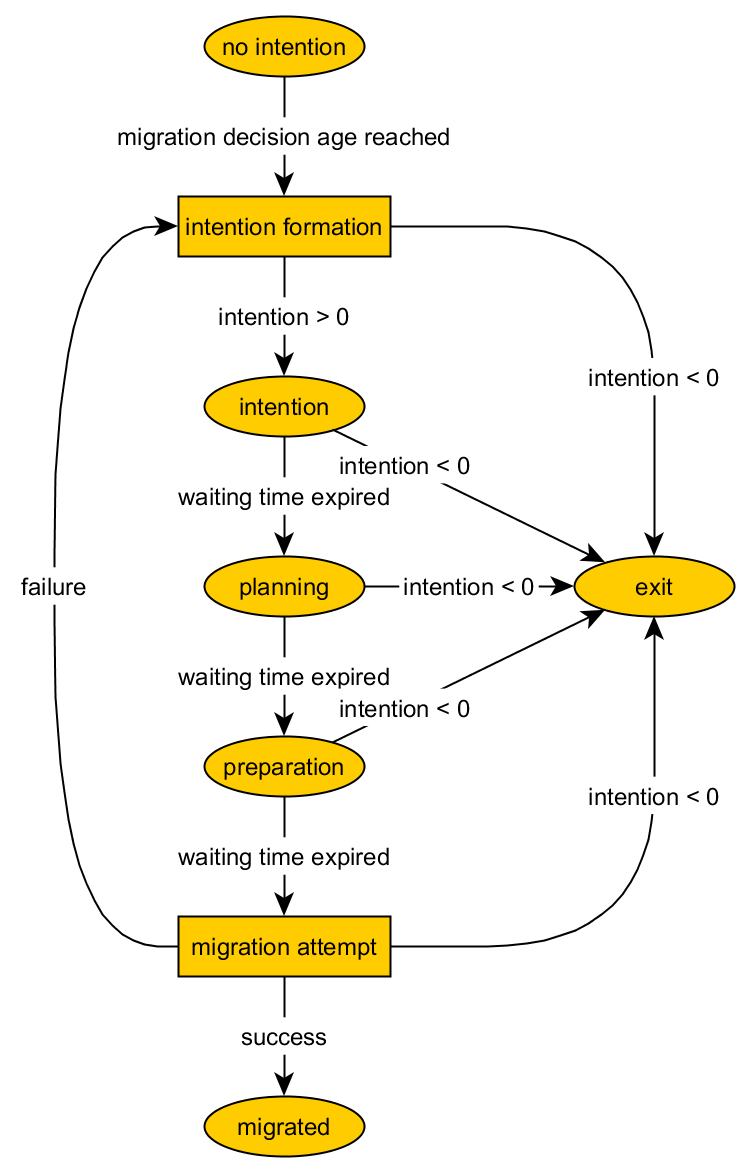 no intention
migration decision age reached
intention formation
intention > 0
intention < 0
intention
intention < 0
waiting time expired
planning
intention < 0
exit
failure
waiting time expired
intention < 0
preparation
intention < 0
waiting time expired
migration attempt
success
migrated